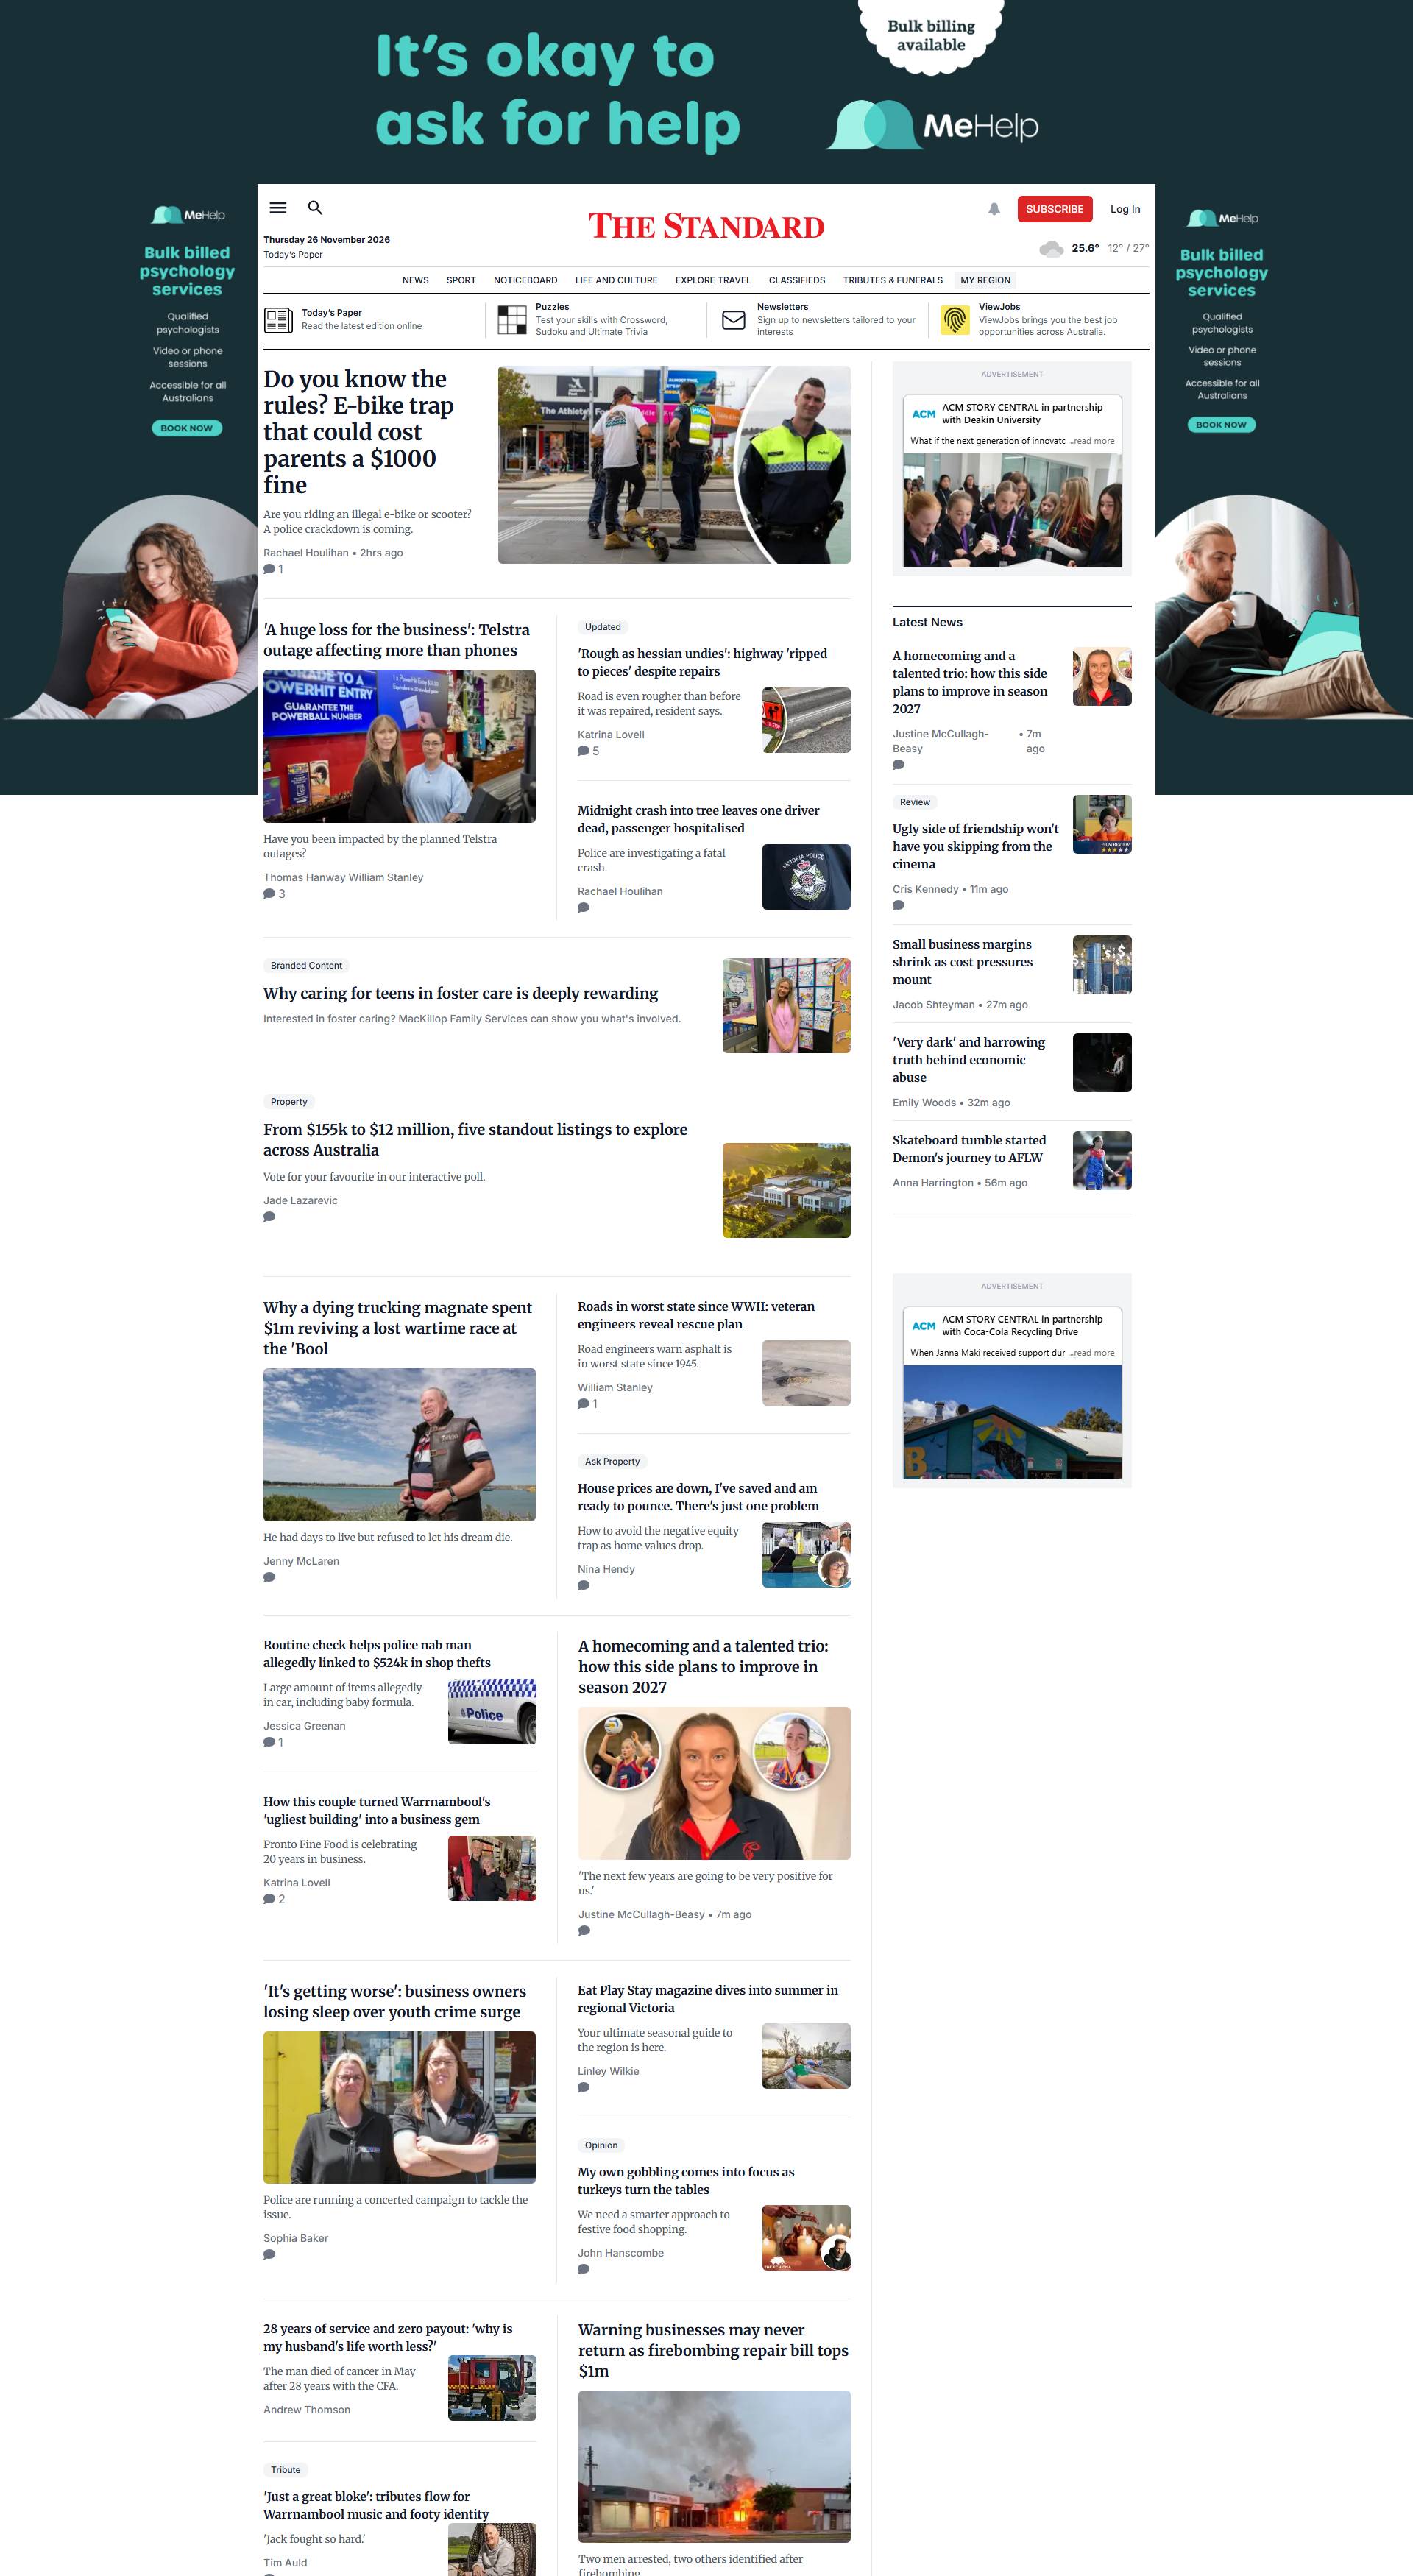 It's okay to
ask for help
Bulk billing
available
MeHelp
MeHelp
Bulk billed
psychology
services
Qualified
psychologists
Video or phone
sessions
Accessible for all
Australians
BOOK NOW
MeHelp
Bulk billed
psychology
services
Qualified
psychologists
Video or phone
sessions
Accessible for all
Australians
BOOK NOW
THE STANDARD
SUBSCRIBE
Log In
Thursday 26 November 2026
Today's Paper
25.6° 12° / 27°
NEWS SPORT NOTICEBOARD LIFE AND CULTURE EXPLORE TRAVEL CLASSIFIEDS TRIBUTES & FUNERALS MY REGION
Today's Paper
Read the latest edition online
Puzzles
Test your skills with Crossword,
Sudoku and Ultimate Trivia
Newsletters
Sign up to newsletters tailored to your
interests
ViewJobs
ViewJobs brings you the best job
opportunities across Australia.
Do you know the
rules? E-bike trap
that could cost
parents a $1000
fine
Are you riding an illegal e-bike or scooter?
A police crackdown is coming.
Rachael Houlihan • 2hrs ago
1
The Athlete's Foot
'A huge loss for the business': Telstra
outage affecting more than phones
UPGRADE TO A
POWERHIT ENTRY
GUARANTEE THE
POWERBALL NUMBER
Have you been impacted by the planned Telstra
outages?
Thomas Hanway William Stanley
3
Updated
'Rough as hessian undies': highway 'ripped
to pieces' despite repairs
Road is even rougher than before
it was repaired, resident says.
Katrina Lovell
5
Midnight crash into tree leaves one driver
dead, passenger hospitalised
Police are investigating a fatal
crash.
Rachael Houlihan
VICTORIA POLICE
Branded Content
Why caring for teens in foster care is deeply rewarding
Interested in foster caring? MacKillop Family Services can show you what's involved.
Property
From $155k to $12 million, five standout listings to explore
across Australia
Vote for your favourite in our interactive poll.
Jade Lazarevic
Why a dying trucking magnate spent
$1m reviving a lost wartime race at
the 'Bool
He had days to live but refused to let his dream die.
Jenny McLaren
Roads in worst state since WWII: veteran
engineers reveal rescue plan
Road engineers warn asphalt is
in worst state since 1945.
William Stanley
1
Ask Property
House prices are down, I've saved and am
ready to pounce. There's just one problem
How to avoid the negative equity
trap as home values drop.
Nina Hendy
Routine check helps police nab man
allegedly linked to $524k in shop thefts
Large amount of items allegedly
in car, including baby formula.
Jessica Greenan
1
Police
How this couple turned Warrnambool's
'ugliest building' into a business gem
Pronto Fine Food is celebrating
20 years in business.
Katrina Lovell
2
A homecoming and a talented trio:
how this side plans to improve in
season 2027
'The next few years are going to be very positive for
us.'
Justine McCullagh-Beasy • 7m ago
'It's getting worse': business owners
losing sleep over youth crime surge
Police are running a concerted campaign to tackle the
issue.
Sophia Baker
Eat Play Stay magazine dives into summer in
regional Victoria
Your ultimate seasonal guide to
the region is here.
Linley Wilkie
Opinion
My own gobbling comes into focus as
turkeys turn the tables
We need a smarter approach to
festive food shopping.
John Hanscombe
28 years of service and zero payout: 'why is
my husband's life worth less?'
The man died of cancer in May
after 28 years with the CFA.
Andrew Thomson
Tribute
'Just a great bloke': tributes flow for
Warrnambool music and footy identity
'Jack fought so hard.'
Tim Auld
Warning businesses may never
return as firebombing repair bill tops
$1m
Two men arrested, two others identified after
firebombing
ADVERTISEMENT
ACM
ACM STORY CENTRAL in partnership
with Deakin University
What if the next generation of innovatc ...read more
Latest News
A homecoming and a
talented trio: how this side
plans to improve in season
2027
Justine McCullagh-
Beasy
• 7m
ago
Review
Ugly side of friendship won't
have you skipping from the
cinema
Cris Kennedy • 11m ago
FILM REVIEW
Small business margins
shrink as cost pressures
mount
Jacob Shteyman • 27m ago
'Very dark' and harrowing
truth behind economic
abuse
Emily Woods • 32m ago
Skateboard tumble started
Demon's journey to AFLW
Anna Harrington • 56m ago
ADVERTISEMENT
ACM
ACM STORY CENTRAL in partnership
with Coca-Cola Recycling Drive
When Janna Maki received support dur ...read more